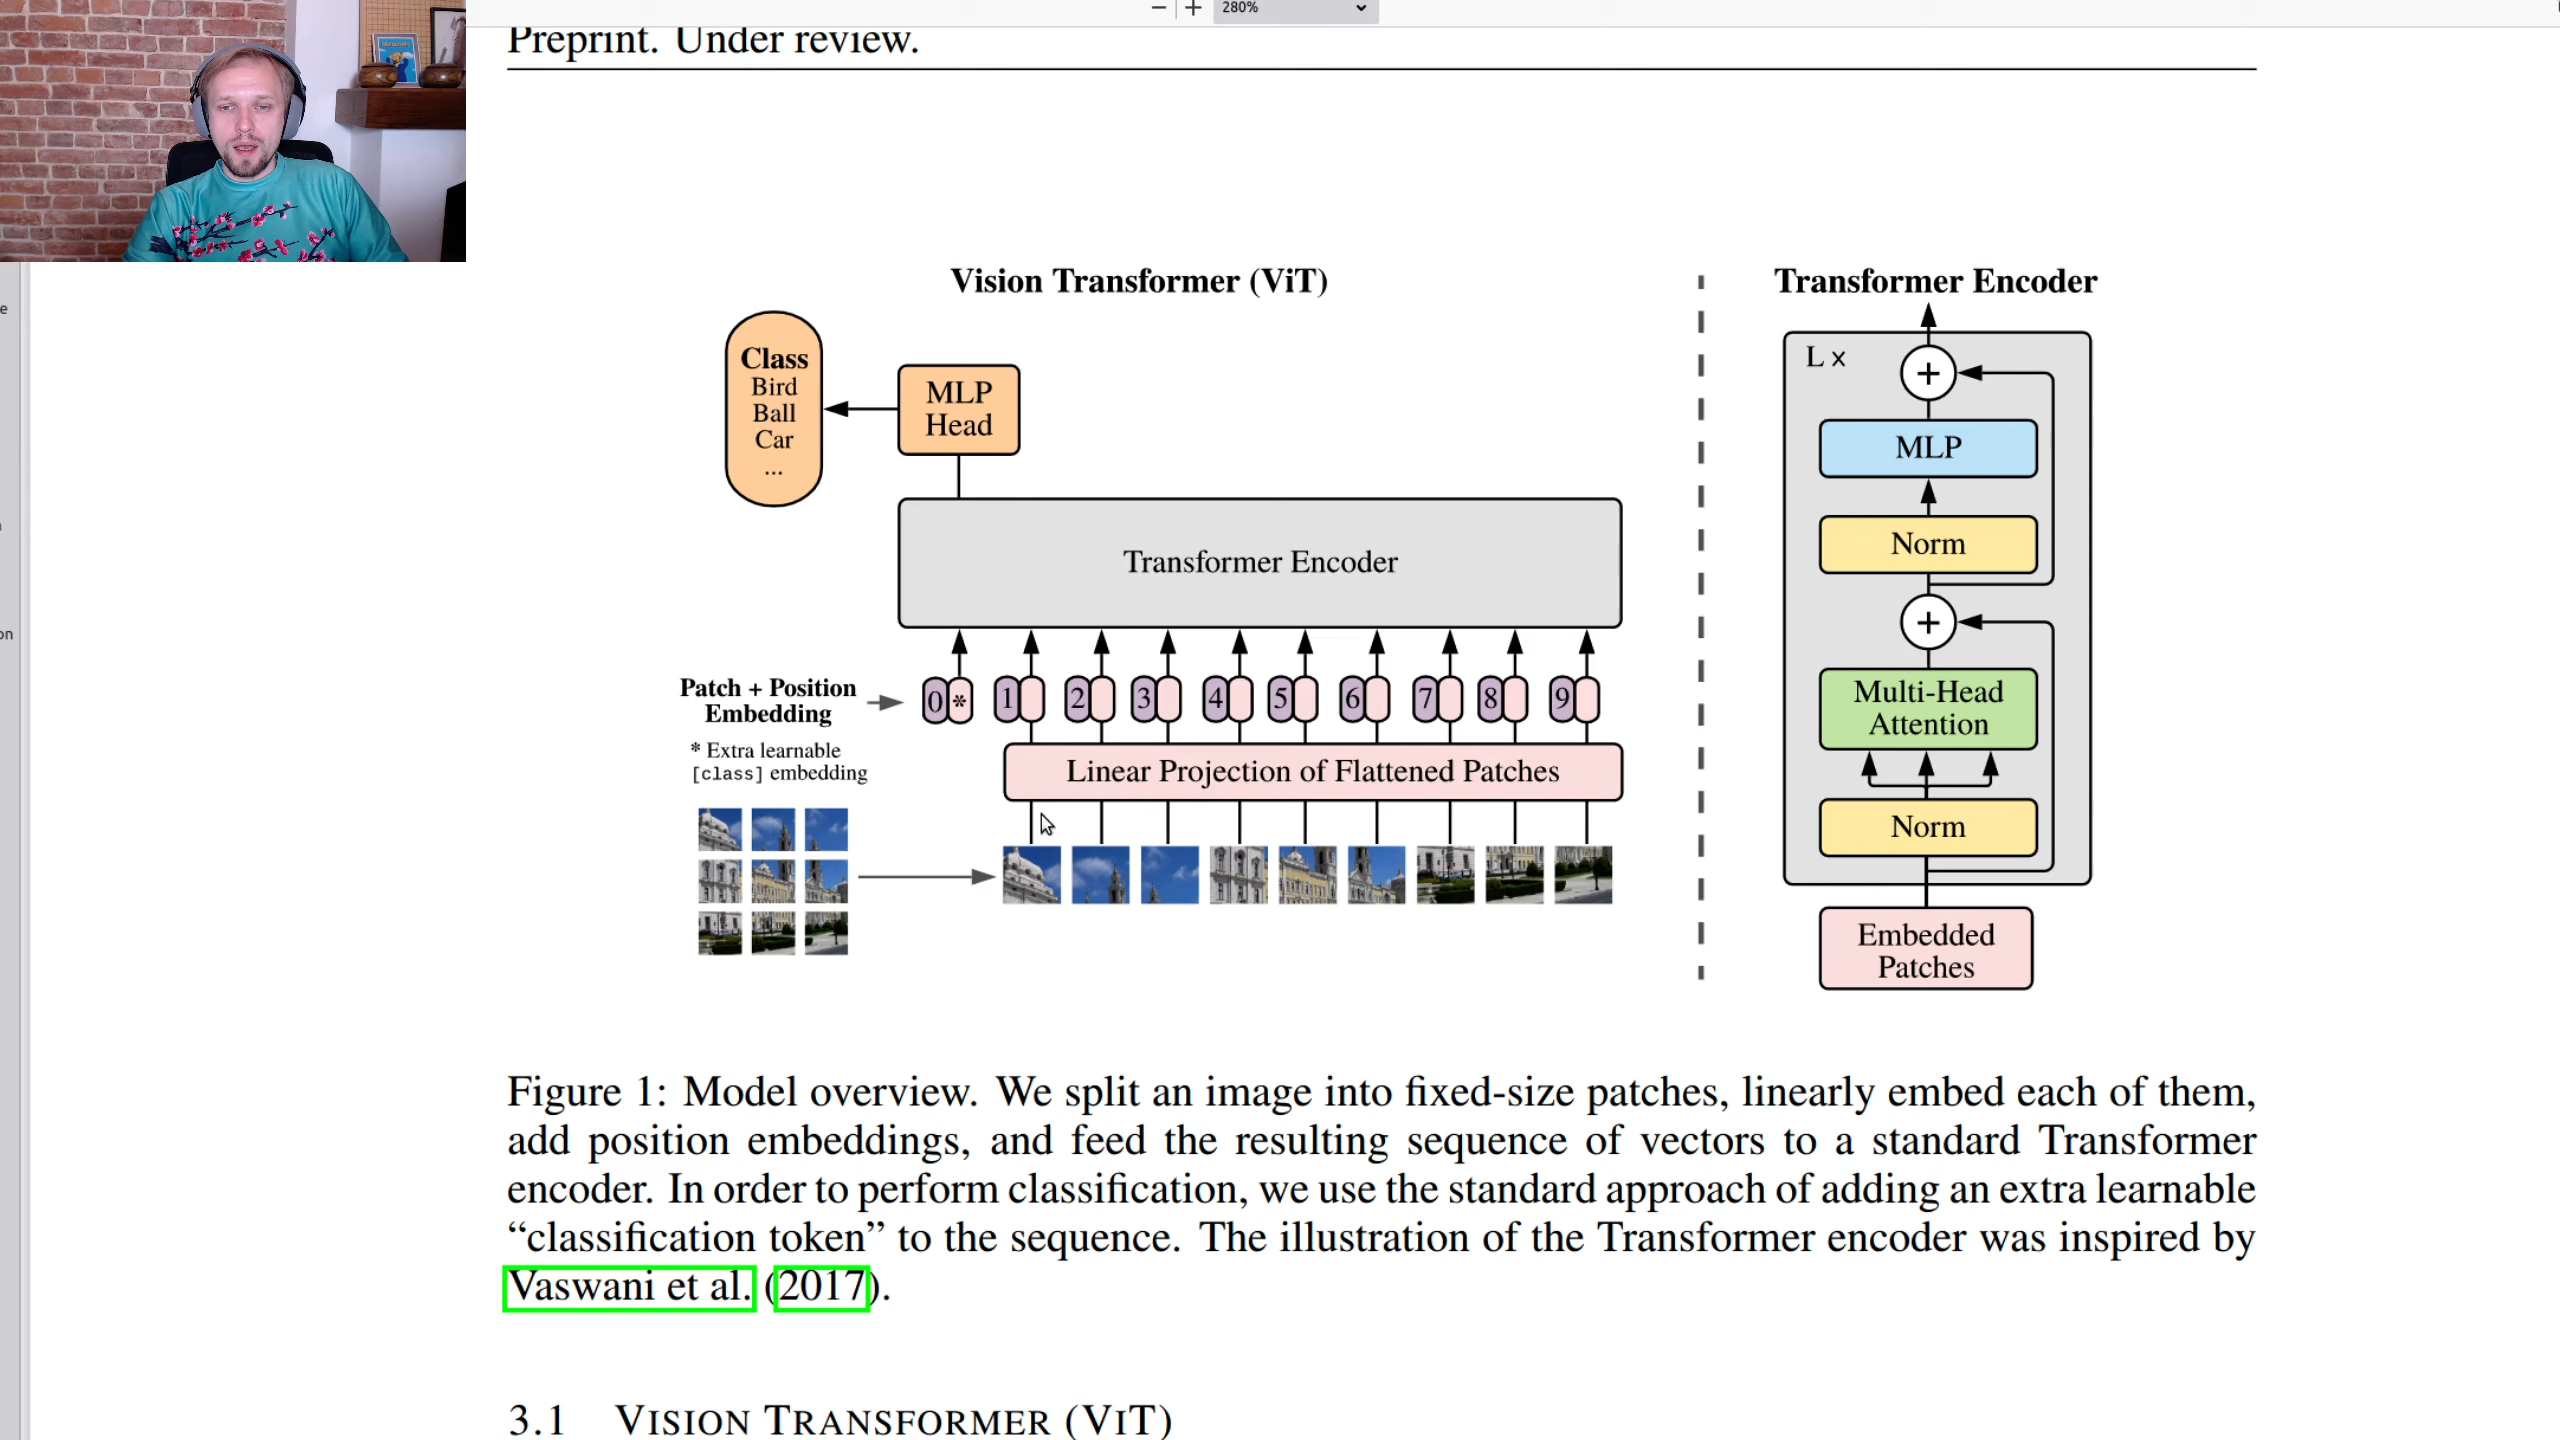 280%
Preprint. Under review.
e
on
Vision Transformer (ViT)
Class
Bird
Ball
Car
...
MLP
Head
Transformer Encoder
Patch + Position
Embedding
0 * 1 2 3 4 5 6 7 8 9
* Extra learnable
[class] embedding
Linear Projection of Flattened Patches
Transformer Encoder
L x
+
MLP
Norm
+
Multi-Head
Attention
Norm
Embedded
Patches
Figure 1: Model overview. We split an image into fixed-size patches, linearly embed each of them,
add position embeddings, and feed the resulting sequence of vectors to a standard Transformer
encoder. In order to perform classification, we use the standard approach of adding an extra learnable
“classification token” to the sequence. The illustration of the Transformer encoder was inspired by
Vaswani et al. (2017).
3.1 VISION TRANSFORMER (VIT)